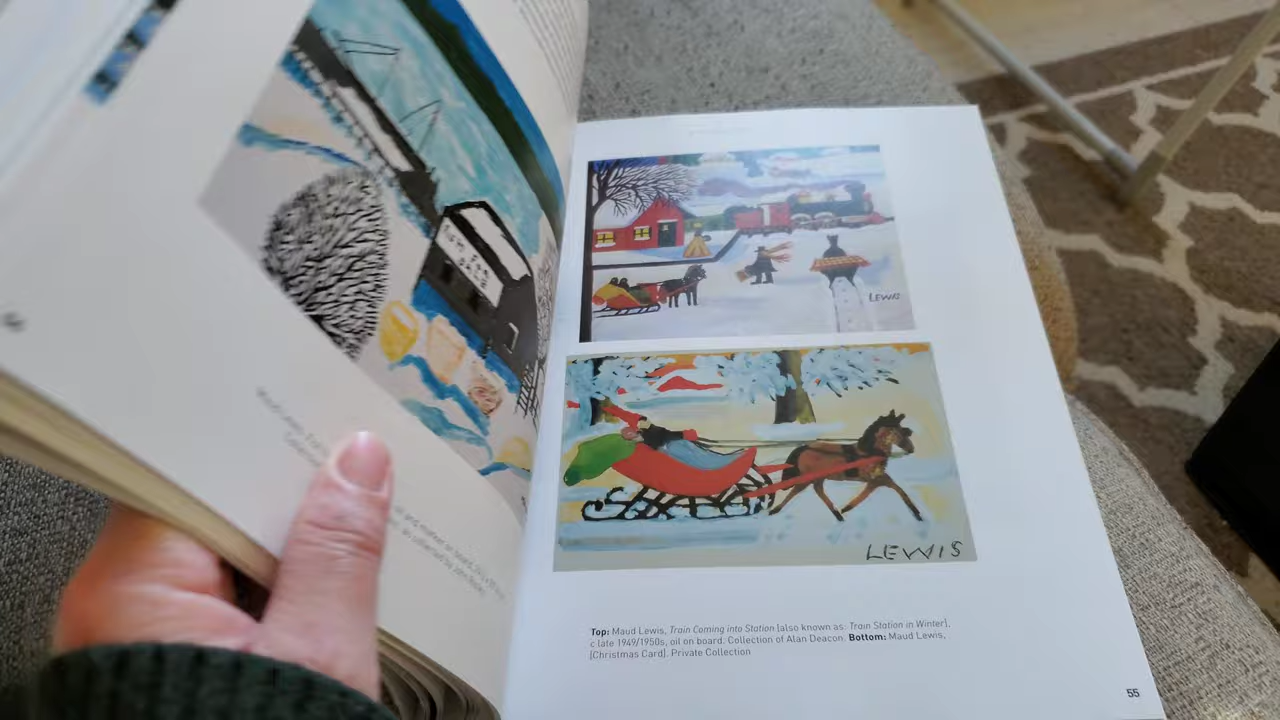 LEWIS
LEWIS
Top: Maud Lewis, Train Coming into Station [also known as: Train Station in Winter],
c late 1949/1950s, oil on board. Collection of Alan Deacon. Bottom: Maud Lewis,
[Christmas Card]. Private Collection
55